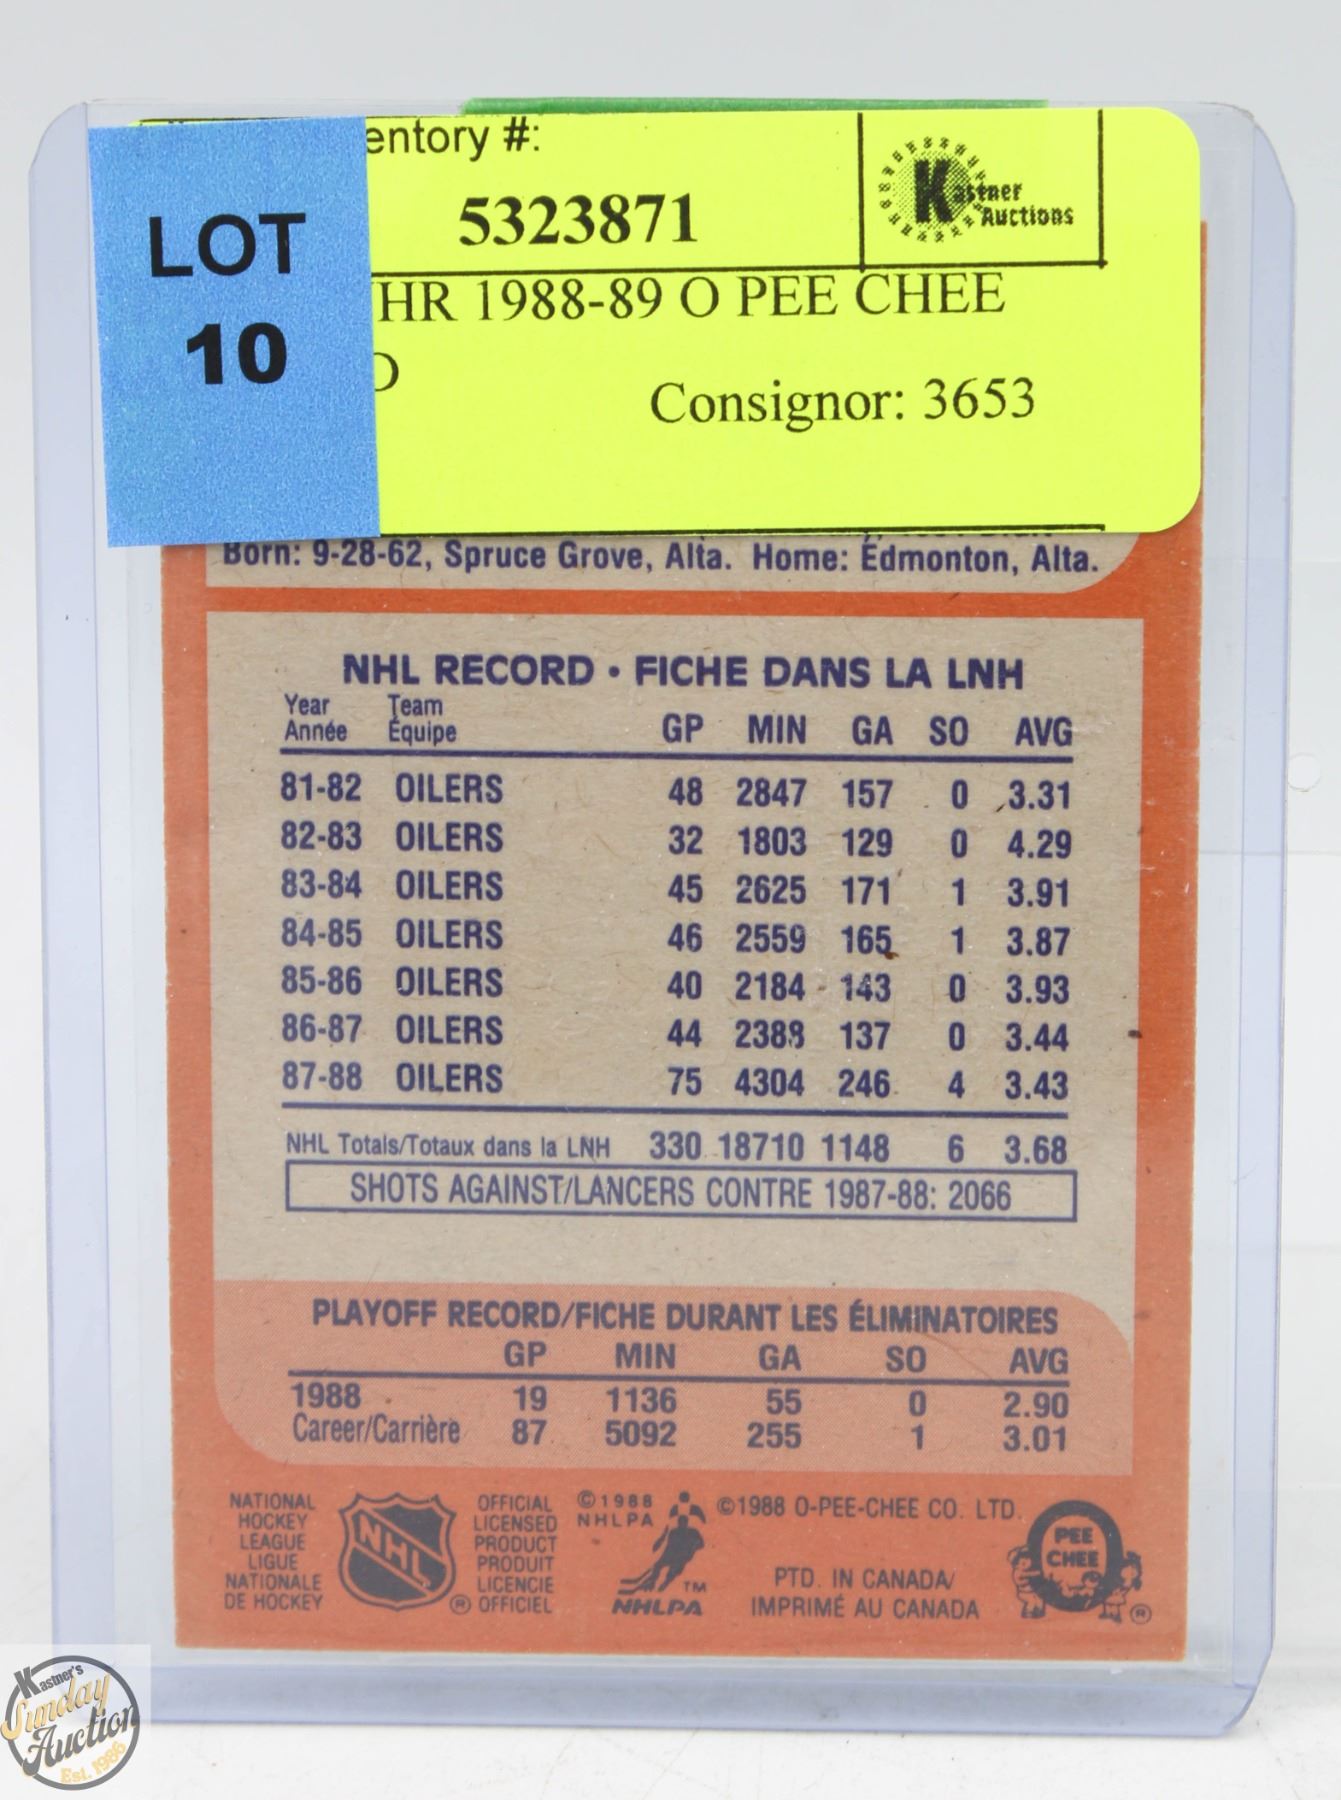 entory #:
5323871
Kastner
Auctions
LOT
10
HR 1988-89 O PEE CHEE
Consignor: 3653
Born: 9-28-62, Spruce Grove, Alta. Home: Edmonton, Alta.
NHL RECORD • FICHE DANS LA LNH
Year Team
Année Équipe GP MIN GA SO AVG
81-82 OILERS 48 2847 157 0 3.31
82-83 OILERS 32 1803 129 0 4.29
83-84 OILERS 45 2625 171 1 3.91
84-85 OILERS 46 2559 165 1 3.87
85-86 OILERS 40 2184 143 0 3.93
86-87 OILERS 44 2388 137 0 3.44
87-88 OILERS 75 4304 246 4 3.43
NHL Totals/Totaux dans la LNH 330 18710 1148 6 3.68
SHOTS AGAINST/LANCERS CONTRE 1987-88: 2066
PLAYOFF RECORD/FICHE DURANT LES ÉLIMINATOIRES
GP MIN GA SO AVG
1988 19 1136 55 0 2.90
Career/Carrière 87 5092 255 1 3.01
NATIONAL
HOCKEY
LEAGUE
LIGUE
NATIONALE
DE HOCKEY
NHL
®
OFFICIAL
LICENSED
PRODUCT
PRODUIT
LICENCIE
OFFICIEL
©1988
NHLPA
TM
NHLPA
©1988 O-PEE-CHEE CO. LTD.
PTD. IN CANADA/
IMPRIMÉ AU CANADA
PEE
CHEE
®
Kastner's
Sunday
Auction
Est. 1986